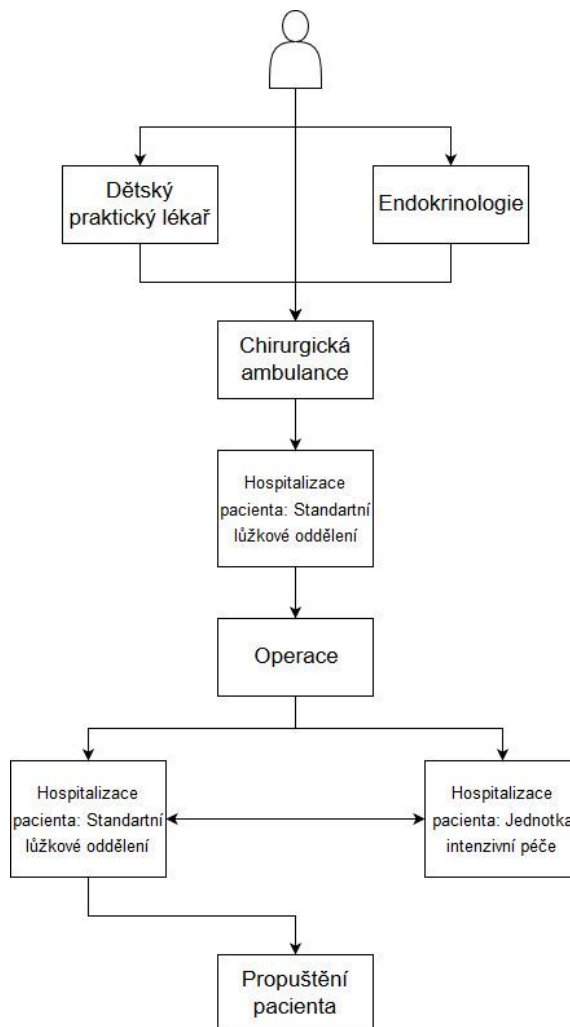 Dětský
praktický lékař
Endokrinologie
Chirurgická
ambulance
Hospitalizace
pacienta: Standartní
lůžkové oddělení
Operace
Hospitalizace
pacienta: Standartní
lůžkové oddělení
Hospitalizace
pacienta: Jednotka
intenzivní péče
Propuštění
pacienta